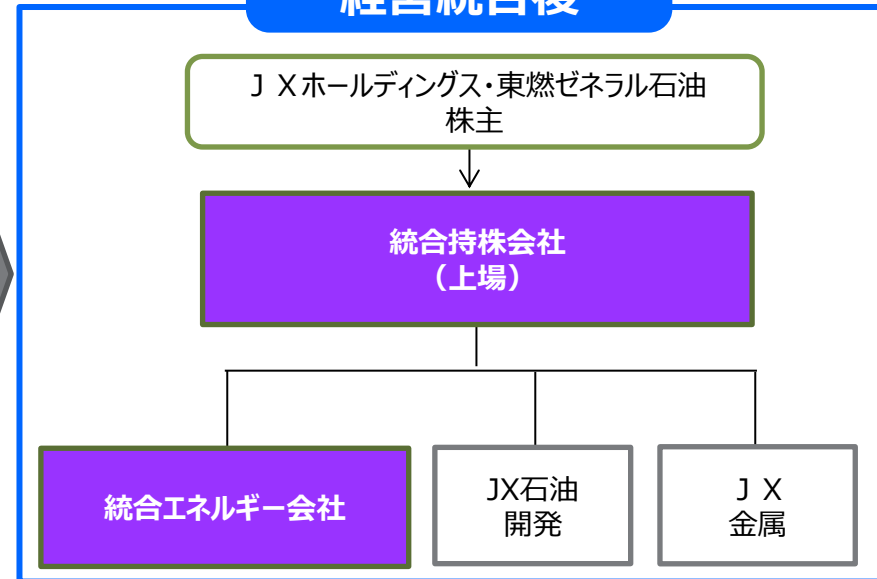 経営統合後
ＪＸホールディングス・東燃ゼネラル石油
株主
統合持株会社
（上場）
統合エネルギー会社
JX石油
開発
ＪＸ
金属